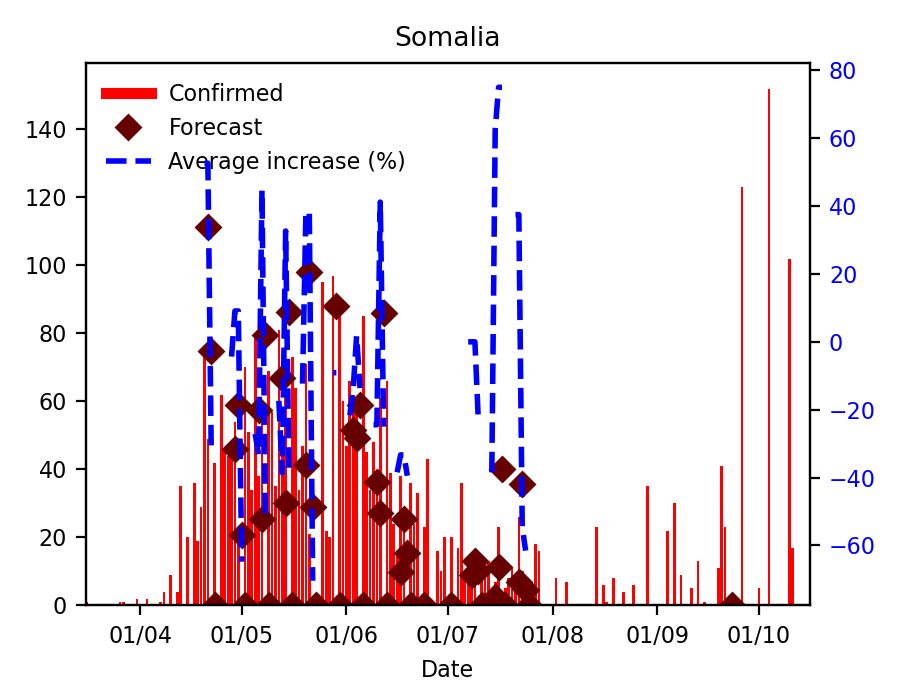 Somalia
Confirmed
Forecast
Average increase (%)
140
120
100
80
60
40
20
0
80
60
40
20
0
−20
−40
−60
01/04 01/05 01/06 01/07 01/08 01/09 01/10
Date